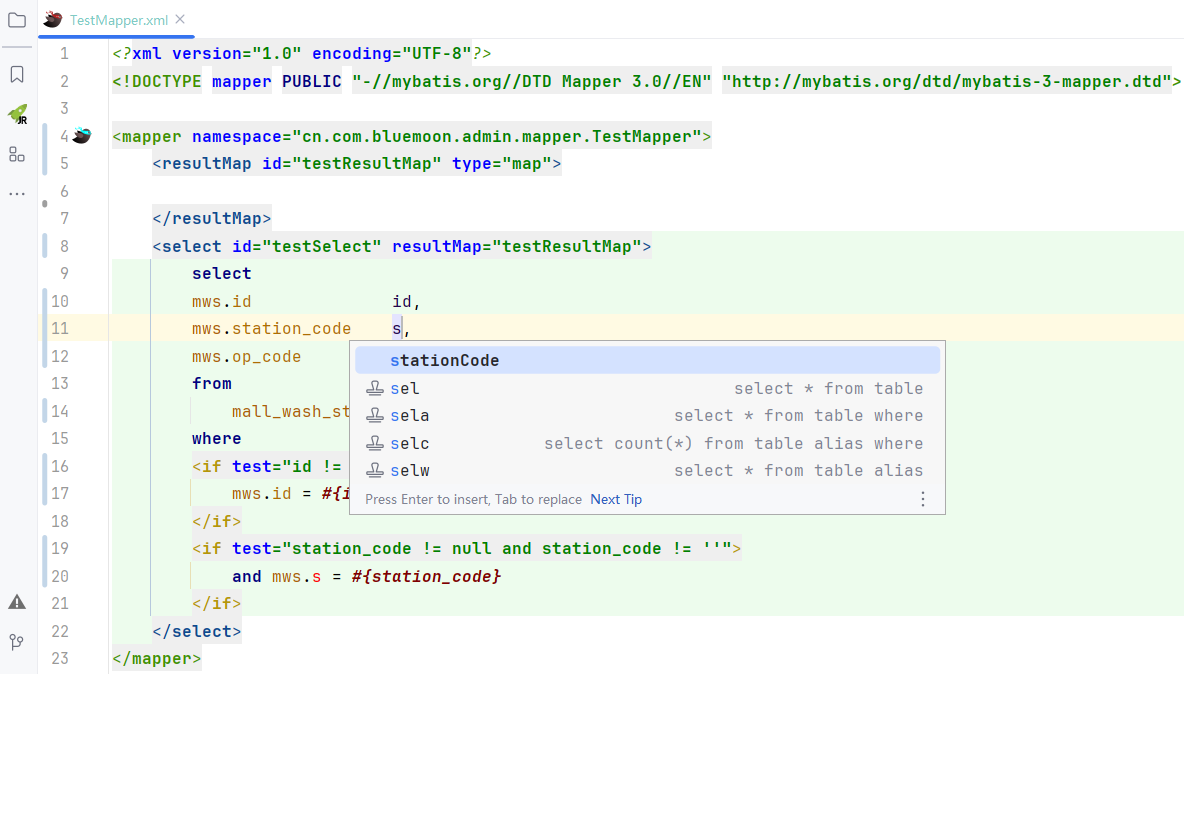 TestMapper.xml
1 <?xml version="1.0" encoding="UTF-8"?>
2 <!DOCTYPE mapper PUBLIC "-//mybatis.org//DTD Mapper 3.0//EN" "http://mybatis.org/dtd/mybatis-3-mapper.dtd">
3
4 <mapper namespace="cn.com.bluemoon.admin.mapper.TestMapper">
JR
5 <resultMap id="testResultMap" type="map">
6
7 </resultMap>
8 <select id="testSelect" resultMap="testResultMap">
9 select
10 mws.id id,
11 mws.station_code s,
12 mws.op_code
stationCode
13 from
sel select * from table
14 mall_wash_st
sela select * from table where
15 where
selc select count(*) from table alias where
16 <if test="id !=
selw select * from table alias
17 mws.id = #{i
Press Enter to insert, Tab to replace Next Tip
18 </if>
19 <if test="station_code != null and station_code != ''">
20 and mws.s = #{station_code}
21 </if>
22 </select>
23 </mapper>